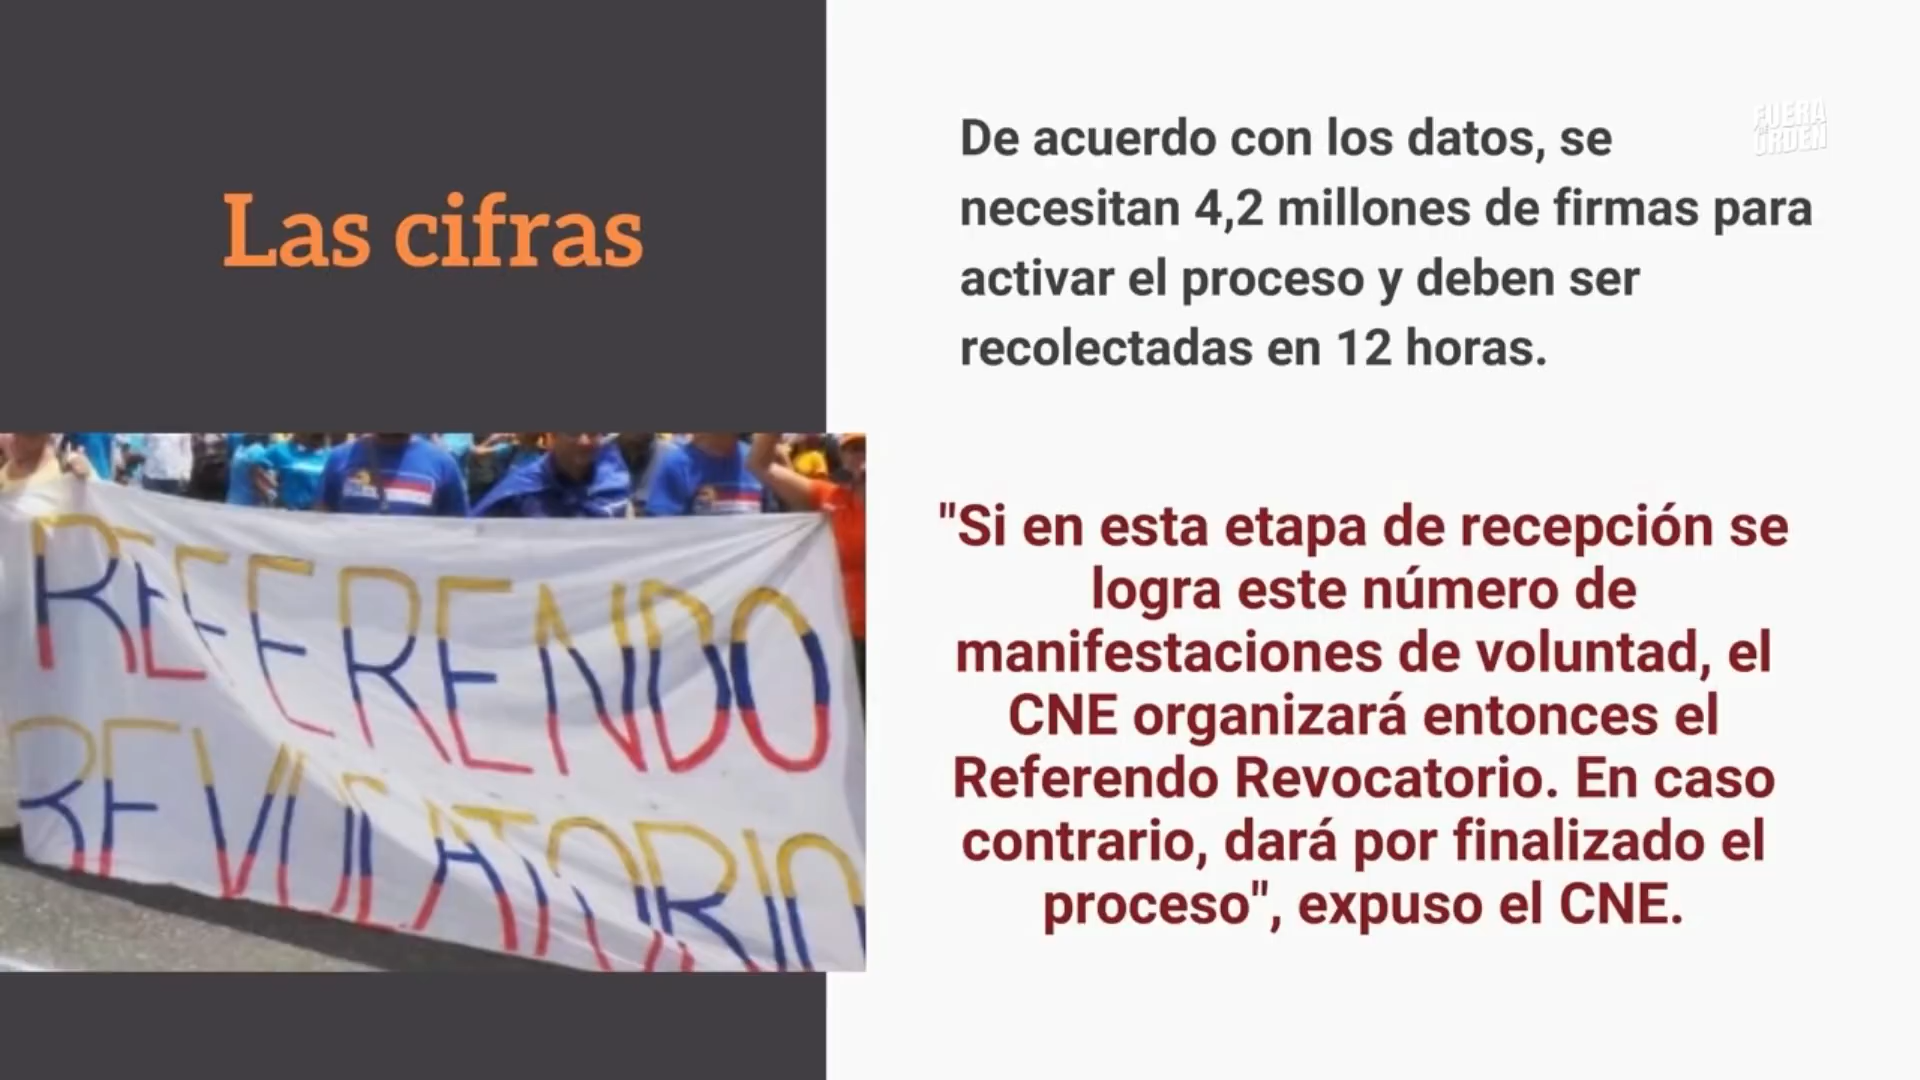 Las cifras
FUERA
DE
ORDEN
De acuerdo con los datos, se
necesitan 4,2 millones de firmas para
activar el proceso y deben ser
recolectadas en 12 horas.
REFERENDO
REVOCATORIO
"Si en esta etapa de recepción se
logra este número de
manifestaciones de voluntad, el
CNE organizará entonces el
Referendo Revocatorio. En caso
contrario, dará por finalizado el
proceso", expuso el CNE.